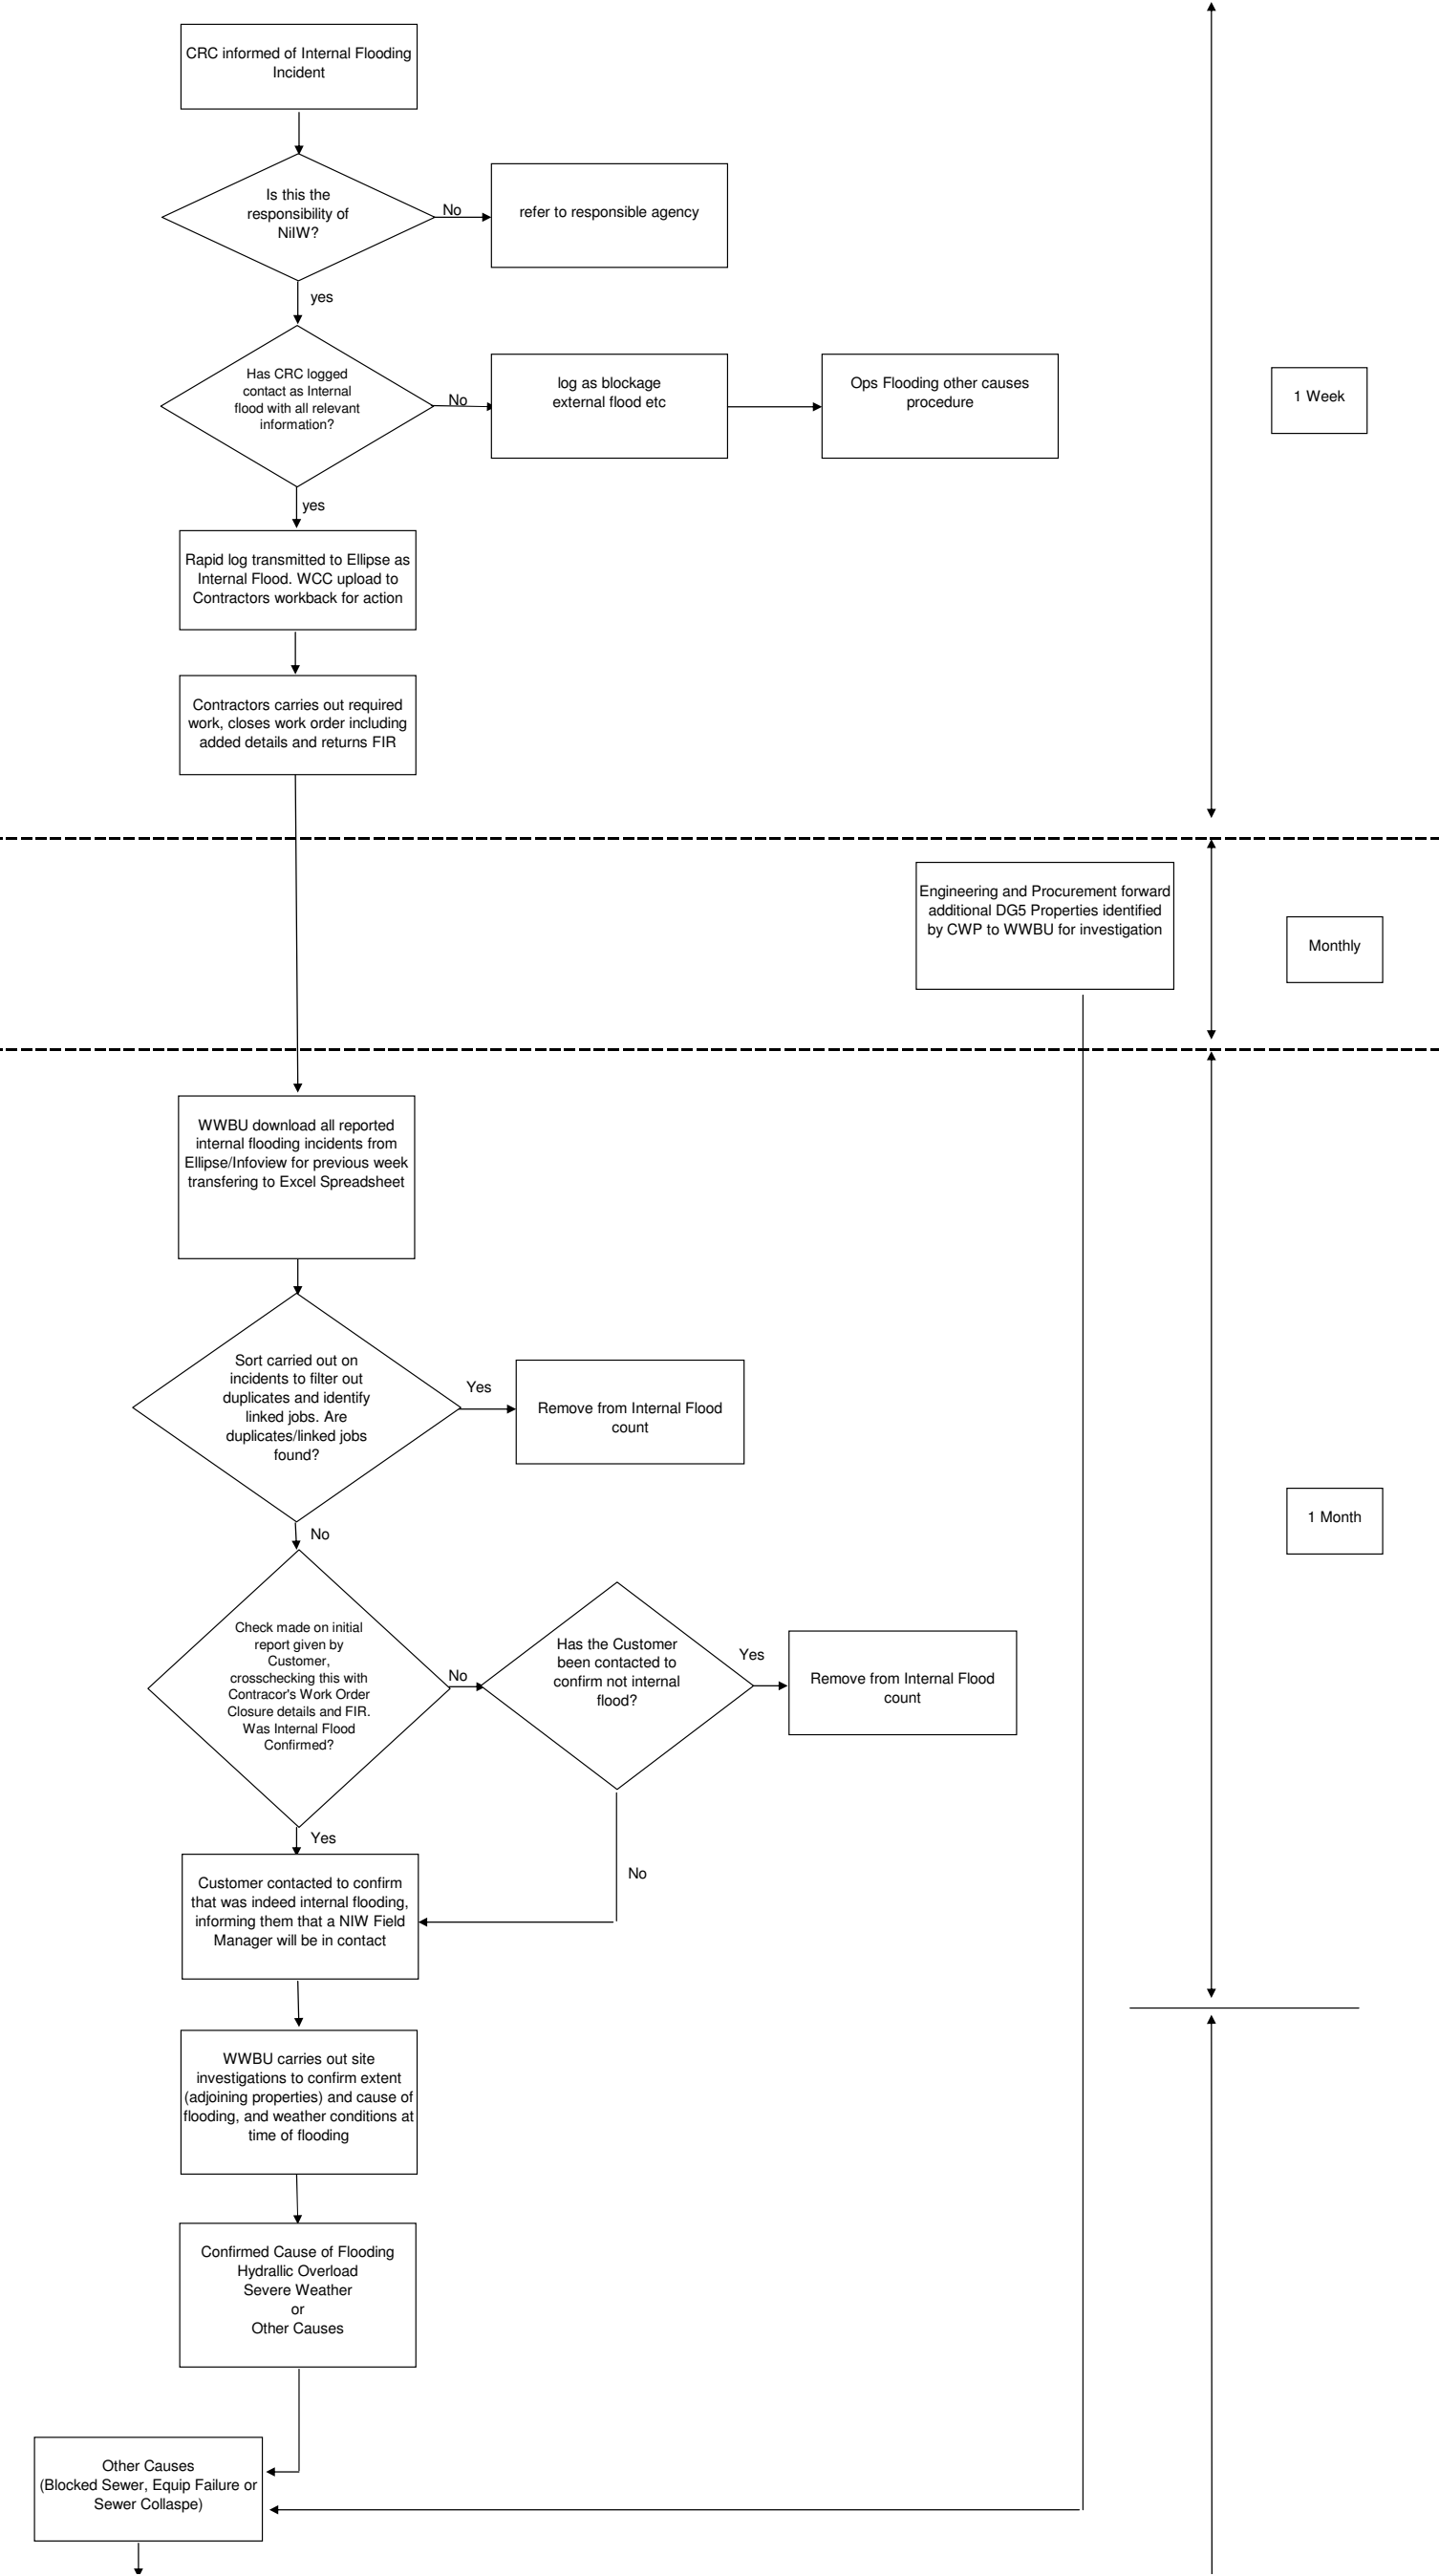 CRC informed of Internal Flooding
Incident
Is this the
responsibility of
NilW?
No
refer to responsible agency
yes
Has CRC logged
contact as Internal
flood with all relevant
information?
No
log as blockage
external flood etc
Ops Flooding other causes
procedure
1 Week
yes
Rapid log transmitted to Ellipse as
Internal Flood. WCC upload to
Contractors workback for action
Contractors carries out required
work, closes work order including
added details and returns FIR
Engineering and Procurement forward
additional DG5 Properties identified
by CWP to WWBU for investigation
Monthly
WWBU download all reported
internal flooding incidents from
Ellipse/Infoview for previous week
transfering to Excel Spreadsheet
Sort carried out on
incidents to filter out
duplicates and identify
linked jobs. Are
duplicates/linked jobs
found?
Yes
Remove from Internal Flood
count
1 Month
No
Check made on initial
report given by
Customer,
crosschecking this with
Contracor's Work Order
Closure details and FIR.
Was Internal Flood
Confirmed?
No
Has the Customer
been contacted to
confirm not internal
flood?
Yes
Remove from Internal Flood
count
Yes
No
Customer contacted to confirm
that was indeed internal flooding,
informing them that a NIW Field
Manager will be in contact
WWBU carries out site
investigations to confirm extent
(adjoining properties) and cause of
flooding, and weather conditions at
time of flooding
Confirmed Cause of Flooding
Hydrallic Overload
Severe Weather
or
Other Causes
Other Causes
(Blocked Sewer, Equip Failure or
Sewer Collaspe)